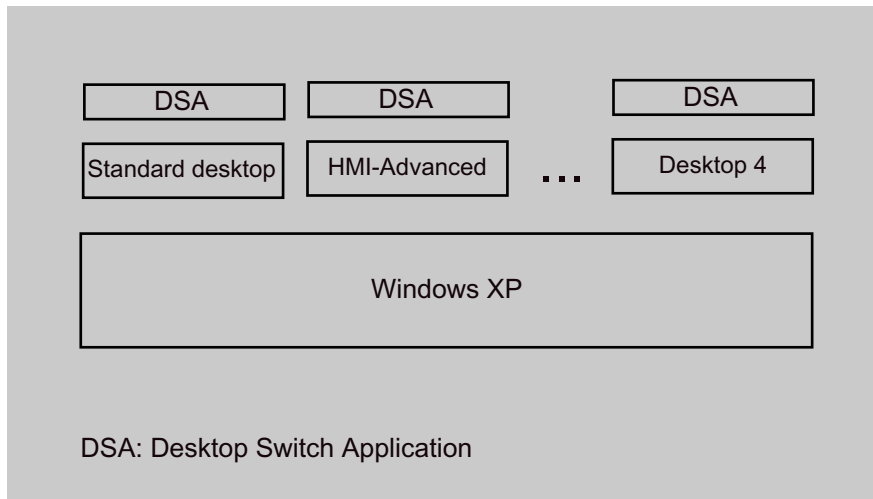 DSA DSA DSA
Standard desktop HMI-Advanced ... Desktop 4
Windows XP
DSA: Desktop Switch Application